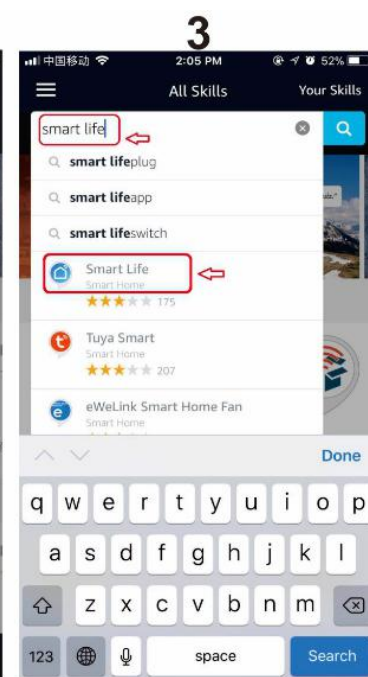 3
中国移动 2:05 PM 52%
All Skills Your Skills
smart life
smart lifeplug
smart lifeapp
smart lifeswitch
Smart Life
Smart Home
175
Tuya Smart
Smart Home
207
eWeLink Smart Home Fan
Smart Home
Done
q w e r t y u i o p
a s d f g h j k l
z x c v b n m
123 space Search